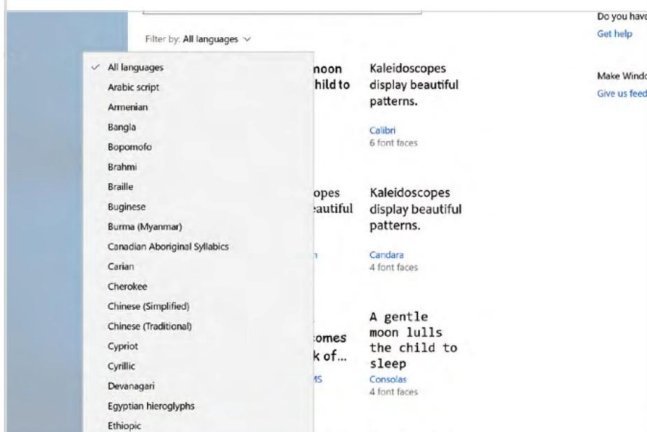 Filter by: All languages
All languages
Arabic script
Armenian
Bangla
Bopomofo
Brahmi
Braille
Buginese
Burma (Myanmar)
Canadian Aboriginal Syllabics
Carian
Cherokee
Chinese (Simplified)
Chinese (Traditional)
Cypriot
Cyrillic
Devanagari
Egyptian hieroglyphs
Ethiopic
moon
hild to
Kaleidoscopes
display beautiful
patterns.
Calibri
6 font faces
opes
eautiful
Kaleidoscopes
display beautiful
patterns.
Candara
4 font faces
omes
k of...
MS
A gentle
moon lulls
the child to
sleep
Consolas
4 font faces
Do you have
Get help
Make Windo
Give us feed